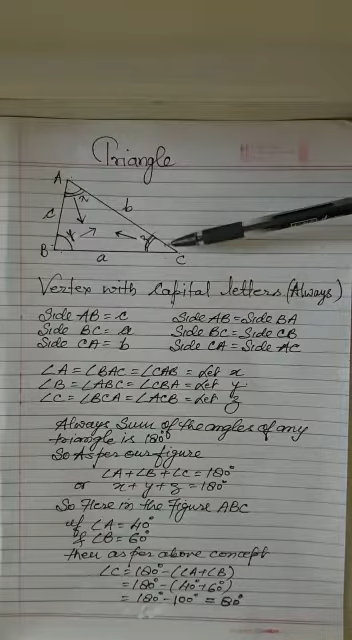 Triangle
A
x
c
b
y
z
B
a
C
Vertex with Capital letters (Always)
Side AB = c Side AB = Side BA
Side BC = a Side BC = Side CB
Side CA = b Side CA = Side AC
∠A = ∠BAC = ∠CAB = Let x
∠B = ∠ABC = ∠CBA = Let y
∠C = ∠BCA = ∠ACB = Let z
Always Sum of the angles of any
triangle is 180°
So As per our figure
∠A + ∠B + ∠C = 180°
or x + y + z = 180°
So Here in the Figure ABC
if ∠A = 40°
& ∠B = 60°
then as per above concept
∠C = 180° - (∠A + ∠B)
= 180° - (40° + 60°)
= 180° - 100° = 80°